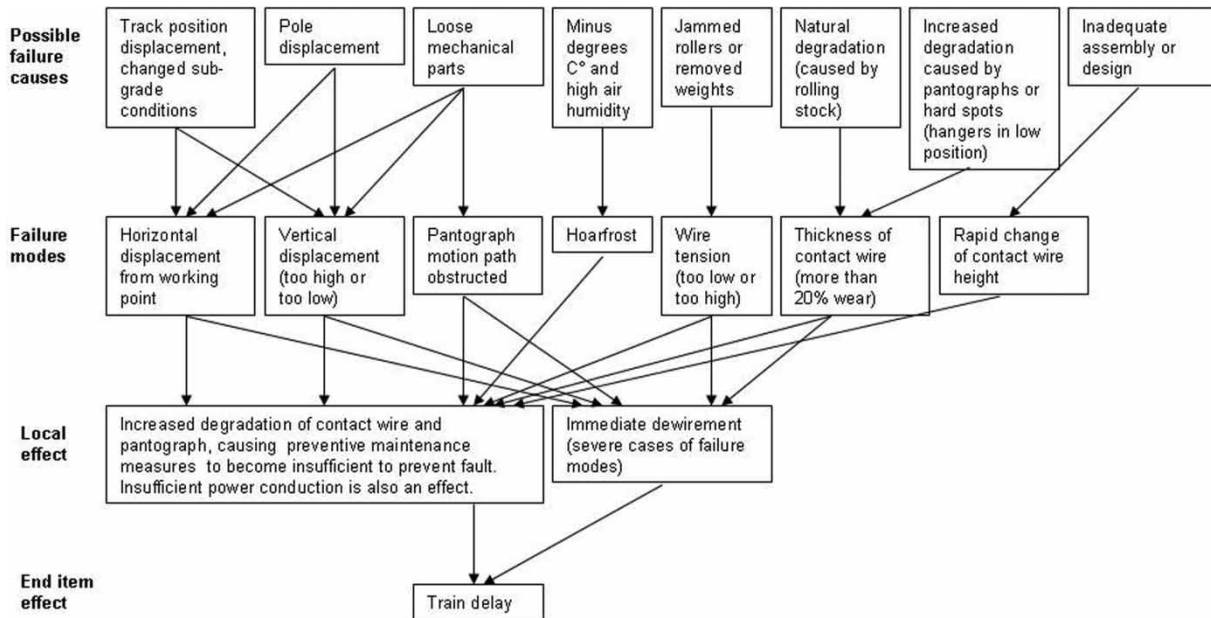 Possible
failure
causes
Track position
displacement,
changed sub-
grade
conditions
Pole
displacement
Loose
mechanical
parts
Minus
degrees
C° and
high air
humidity
Jammed
rollers or
removed
weights
Natural
degradation
(caused by
rolling
stock)
Increased
degradation
caused by
pantographs or
hard spots
(hangers in low
position)
Inadequate
assembly or
design
Failure
modes
Horizontal
displacement
from working
point
Vertical
displacement
(too high or
too low)
Pantograph
motion path
obstructed
Hoarfrost
Wire
tension
(too low or
too high)
Thickness of
contact wire
(more than
20% wear)
Rapid change
of contact wire
height
Local
effect
Increased degradation of contact wire and
pantograph, causing preventive maintenance
measures to become insufficient to prevent fault.
Insufficient power conduction is also an effect.
Immediate dewirement
(severe cases of failure
modes)
End item
effect
Train delay